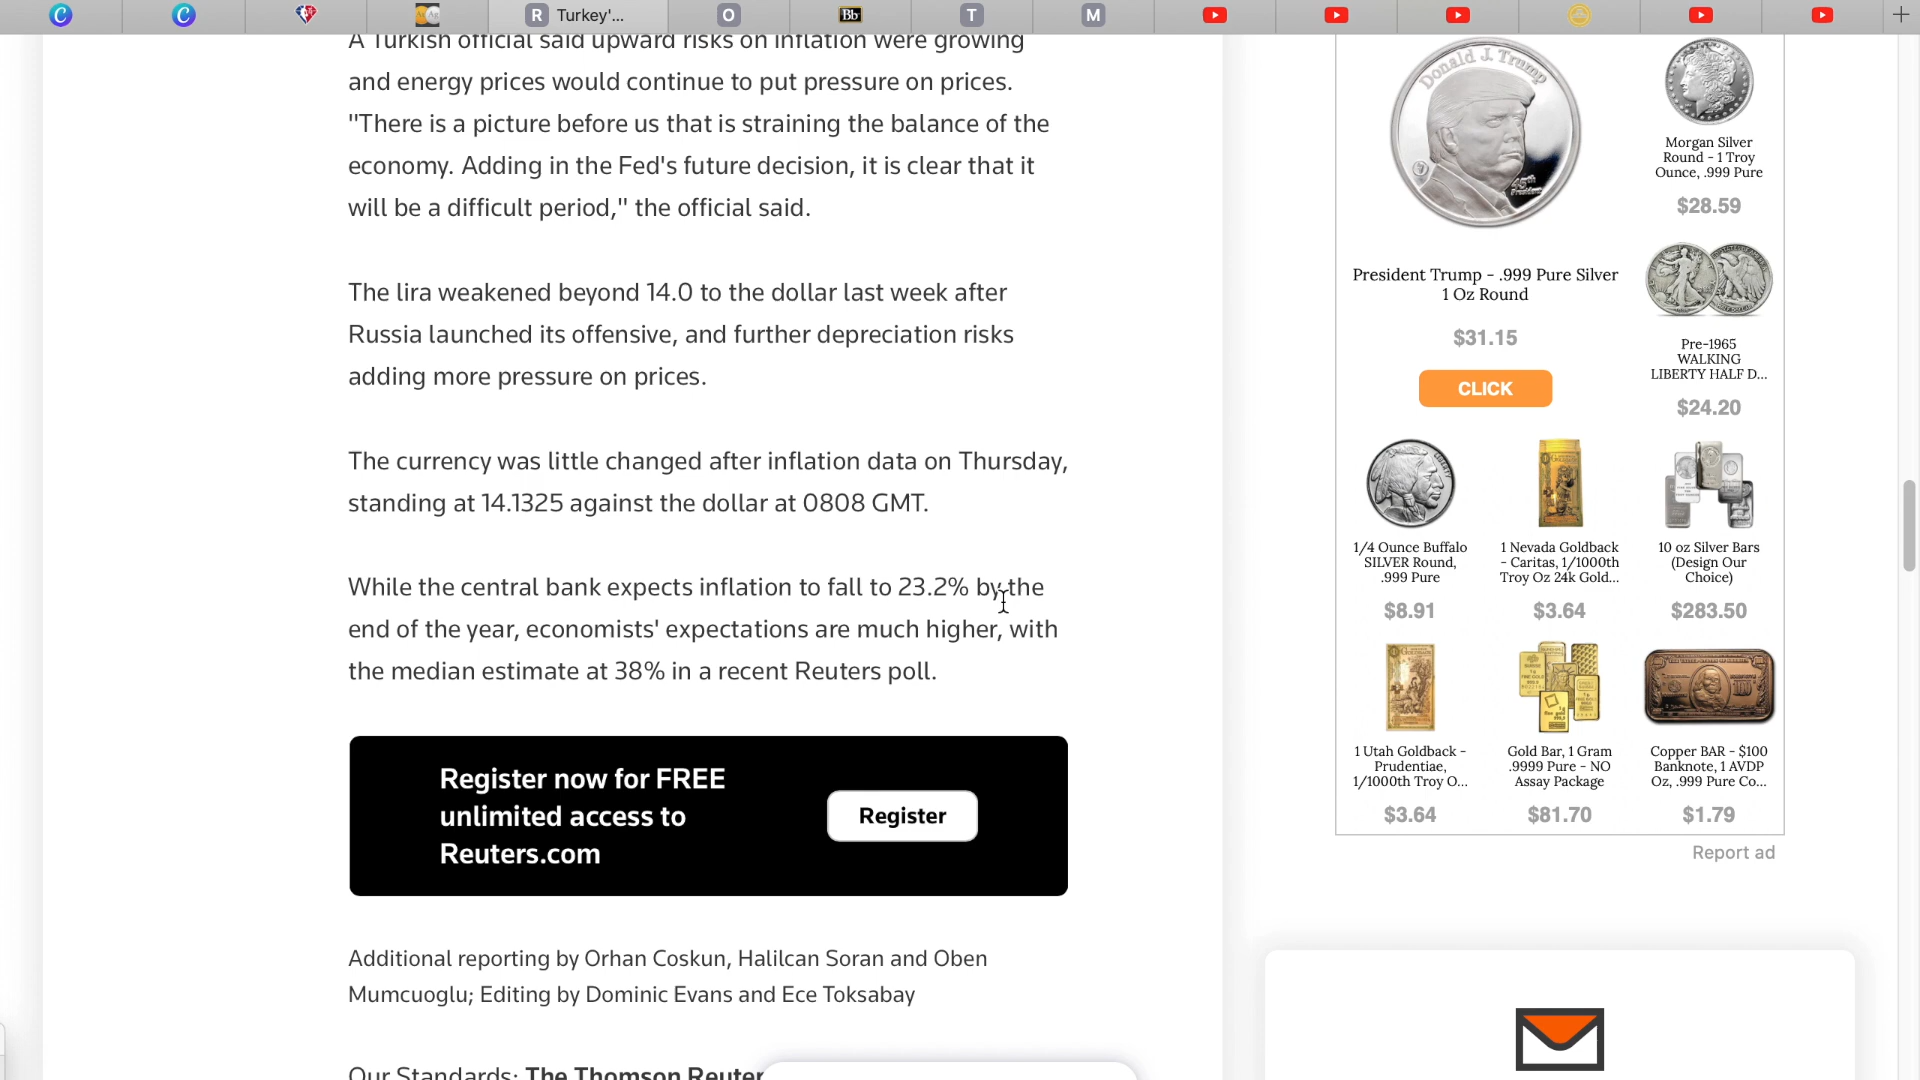 R Turkey'...
O
Bb
T
M
A Turkish official said upward risks on inflation were growing
and energy prices would continue to put pressure on prices.
"There is a picture before us that is straining the balance of the
economy. Adding in the Fed's future decision, it is clear that it
will be a difficult period," the official said.
The lira weakened beyond 14.0 to the dollar last week after
Russia launched its offensive, and further depreciation risks
adding more pressure on prices.
The currency was little changed after inflation data on Thursday,
standing at 14.1325 against the dollar at 0808 GMT.
While the central bank expects inflation to fall to 23.2% by the
end of the year, economists' expectations are much higher, with
the median estimate at 38% in a recent Reuters poll.
Register now for FREE
unlimited access to
Reuters.com
Register
Additional reporting by Orhan Coskun, Halilcan Soran and Oben
Mumcuoglu; Editing by Dominic Evans and Ece Toksabay
Our Standards: The Thomson Reuter
Donald J. Trump
45th
President
President Trump - .999 Pure Silver
1 Oz Round
$31.15
CLICK
Morgan Silver
Round - 1 Troy
Ounce, .999 Pure
$28.59
Pre-1965
WALKING
LIBERTY HALF D...
$24.20
1/4 Ounce Buffalo
SILVER Round,
.999 Pure
$8.91
1 Nevada Goldback
- Caritas, 1/1000th
Troy Oz 24k Gold...
$3.64
10 oz Silver Bars
(Design Our
Choice)
$283.50
1 Utah Goldback -
Prudentiae,
1/1000th Troy O...
$3.64
Gold Bar, 1 Gram
.9999 Pure - NO
Assay Package
$81.70
Copper BAR - $100
Banknote, 1 AVDP
Oz, .999 Pure Co...
$1.79
Report ad